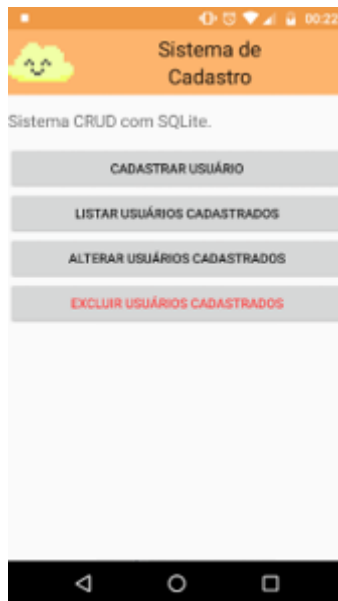 00:22
Sistema de
Cadastro
Sistema CRUD com SQLite.
CADASTRAR USUÁRIO
LISTAR USUÁRIOS CADASTRADOS
ALTERAR USUÁRIOS CADASTRADOS
EXCLUIR USUÁRIOS CADASTRADOS